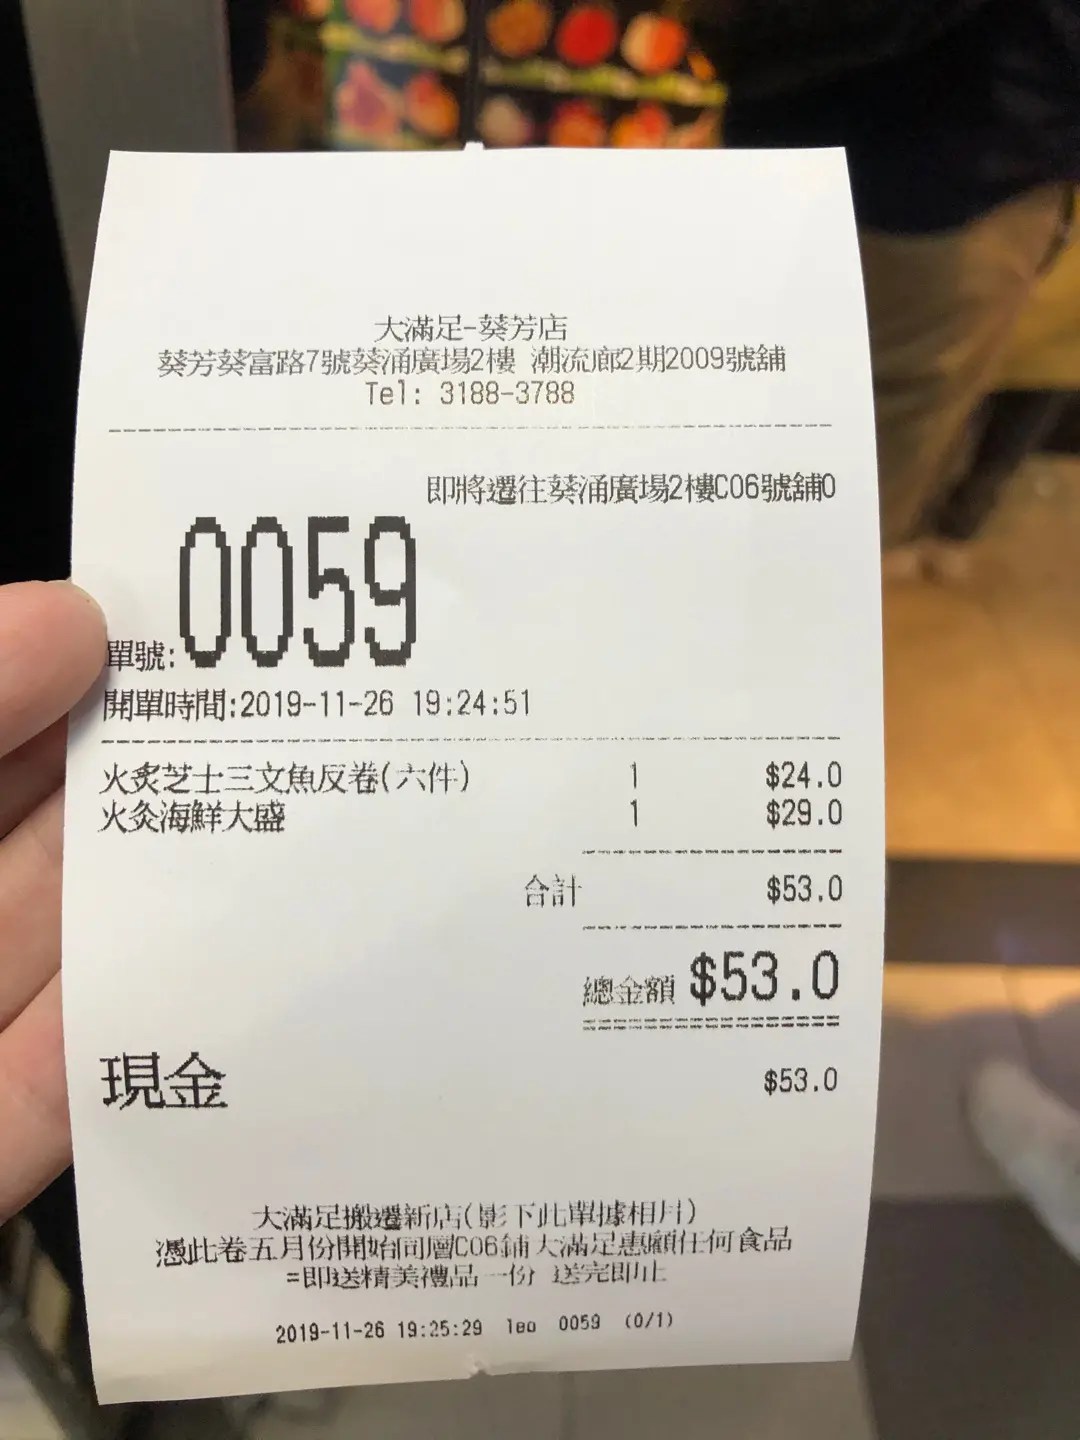 大滿足-葵芳店
葵芳葵富路7號葵涌廣場2樓 潮流廊2期2009號舖
Tel: 3188-3788
即將遷往葵涌廣場2樓C06號舖0
單號:0059
開單時間:2019-11-26 19:24:51
火炙芝士三文魚反卷(六件) 1 $24.0
火灸海鮮大盛 1 $29.0
合計 $53.0
總金額 $53.0
現金 $53.0
大滿足搬遷新店(影下此單據相片)
憑此卷五月份開始同層C06鋪大滿足惠顧任何食品
=即送精美禮品一份 送完即止
2019-11-26 19:25:29 leo 0059 (0/1)